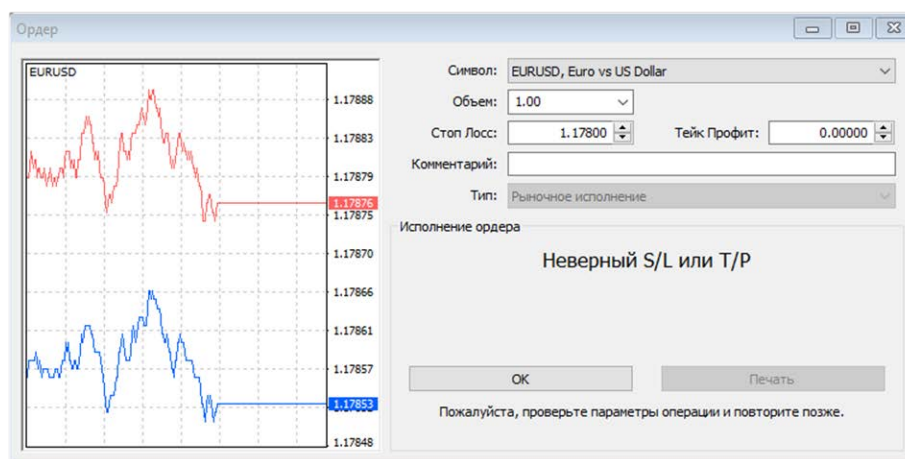 Ордер
EURUSD
1.17888
1.17883
1.17879
1.17876
1.17875
1.17870
1.17866
1.17861
1.17857
1.17853
1.17848
Символ: EURUSD, Euro vs US Dollar
Объем: 1.00
Стоп Лосс: 1.17800 Тейк Профит: 0.00000
Комментарий:
Тип: Рыночное исполнение
Исполнение ордера
Неверный S/L или T/P
OK Печать
Пожалуйста, проверьте параметры операции и повторите позже.